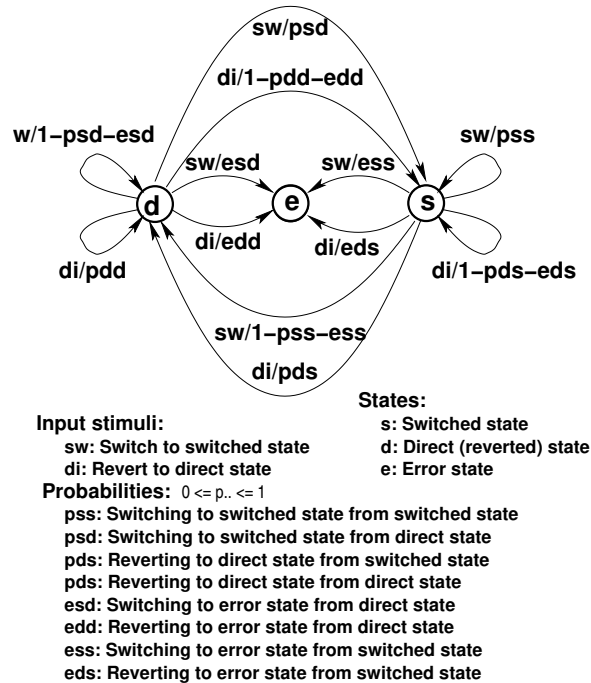 sw/psd
di/1−pdd−edd
w/1−psd−esd
sw/pss
sw/esd
sw/ess
d
e
s
di/edd
di/eds
di/pdd
di/1−pds−eds
sw/1−pss−ess
di/pds
States:
Input stimuli:
s: Switched state
sw: Switch to switched state
d: Direct (reverted) state
di: Revert to direct state
e: Error state
Probabilities: 0 <= p.. <= 1
pss: Switching to switched state from switched state
psd: Switching to switched state from direct state
pds: Reverting to direct state from switched state
pds: Reverting to direct state from direct state
esd: Switching to error state from direct state
edd: Reverting to error state from direct state
ess: Switching to error state from switched state
eds: Reverting to error state from switched state